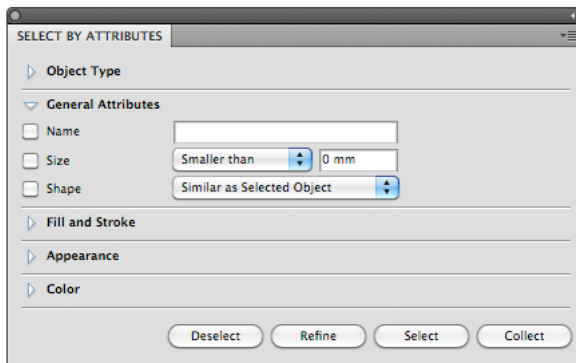 SELECT BY ATTRIBUTES
Object Type
General Attributes
Name
Size Smaller than 0 mm
Shape Similar as Selected Object
Fill and Stroke
Appearance
Color
Deselect Refine Select Collect